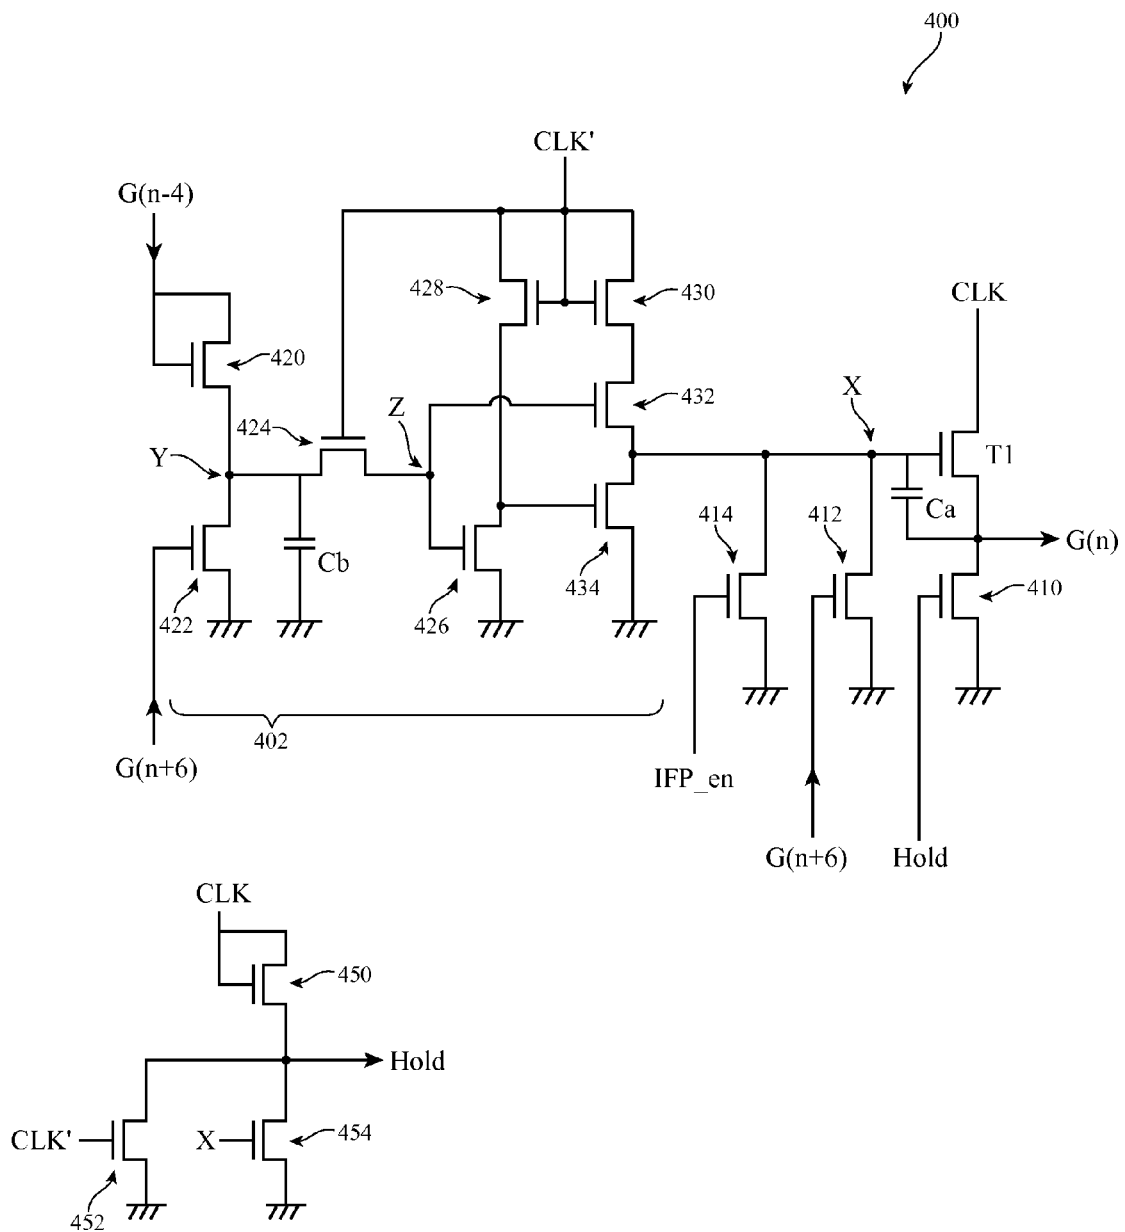 400
CLK'
G(n-4)
428
430
CLK
420
432
X
Z
424
Y
T1
Ca
414
412
G(n)
Cb
434
410
422
426
402
G(n+6)
IFP_en
G(n+6)
Hold
CLK
450
Hold
CLK'
X
454
452